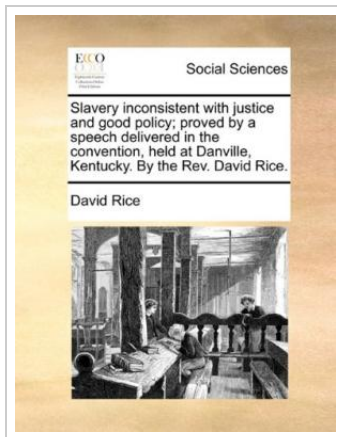 ECCO
Social Sciences
Slavery inconsistent with justice
and good policy; proved by a
speech delivered in the
convention, held at Danville,
Kentucky. By the Rev. David Rice.
David Rice